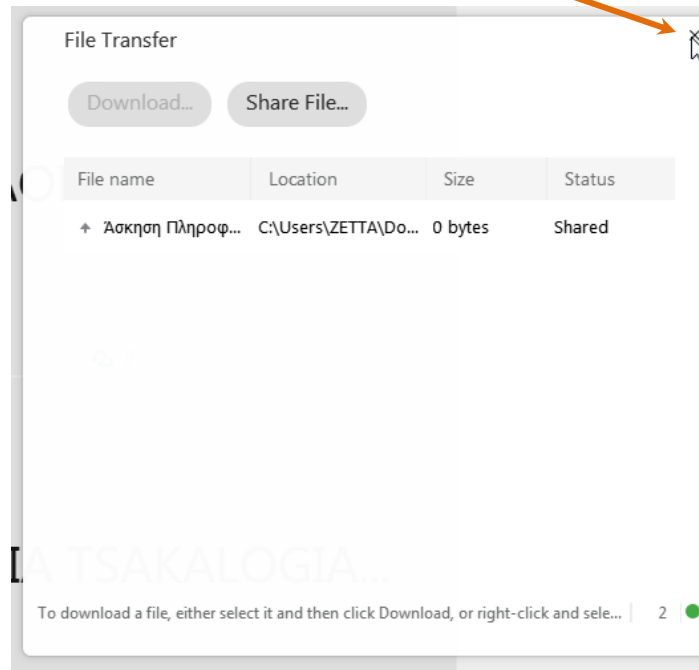 File Transfer
Download... Share File...
File name Location Size Status
Άσκηση Πληροφ... C:\Users\ZETTA\Do... 0 bytes Shared
TSAKALOGIA...
To download a file, either select it and then click Download, or right-click and sele... 2